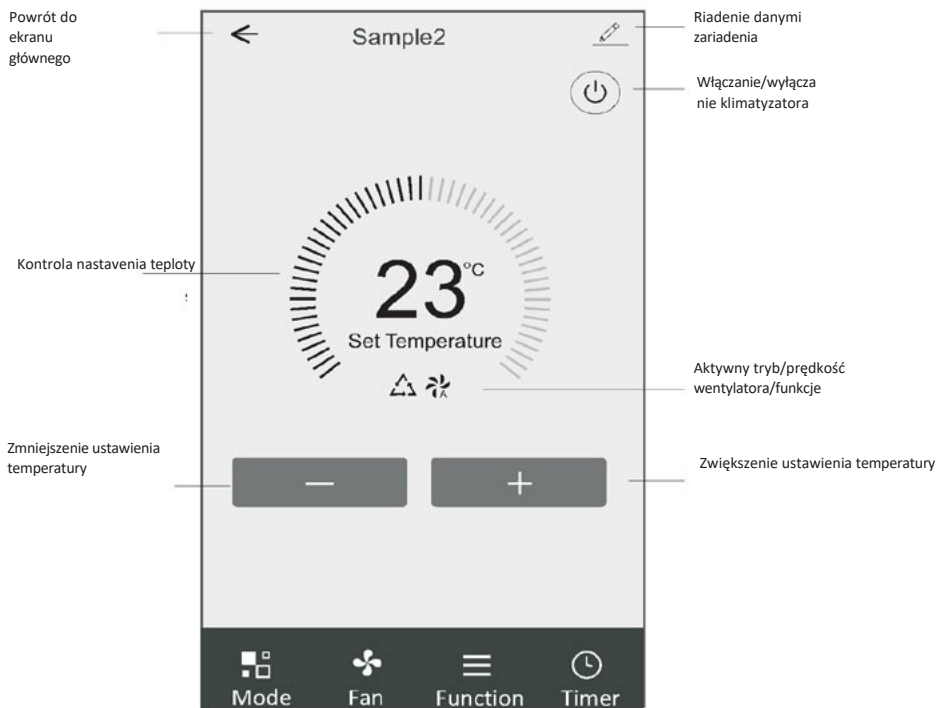 Powrót do
ekranu
głównego
Sample2
Riadenie danymi
zariadenia
Włączanie/wyłącza
nie klimatyzatora
Kontrola nastavenia teploty
23°C
Set Temperature
A
Aktywny tryb/prędkość
wentylatora/funkcje
Zmniejszenie ustawienia
temperatury
—
+
Zwiększenie ustawienia temperatury
Mode
Fan
Function
Timer